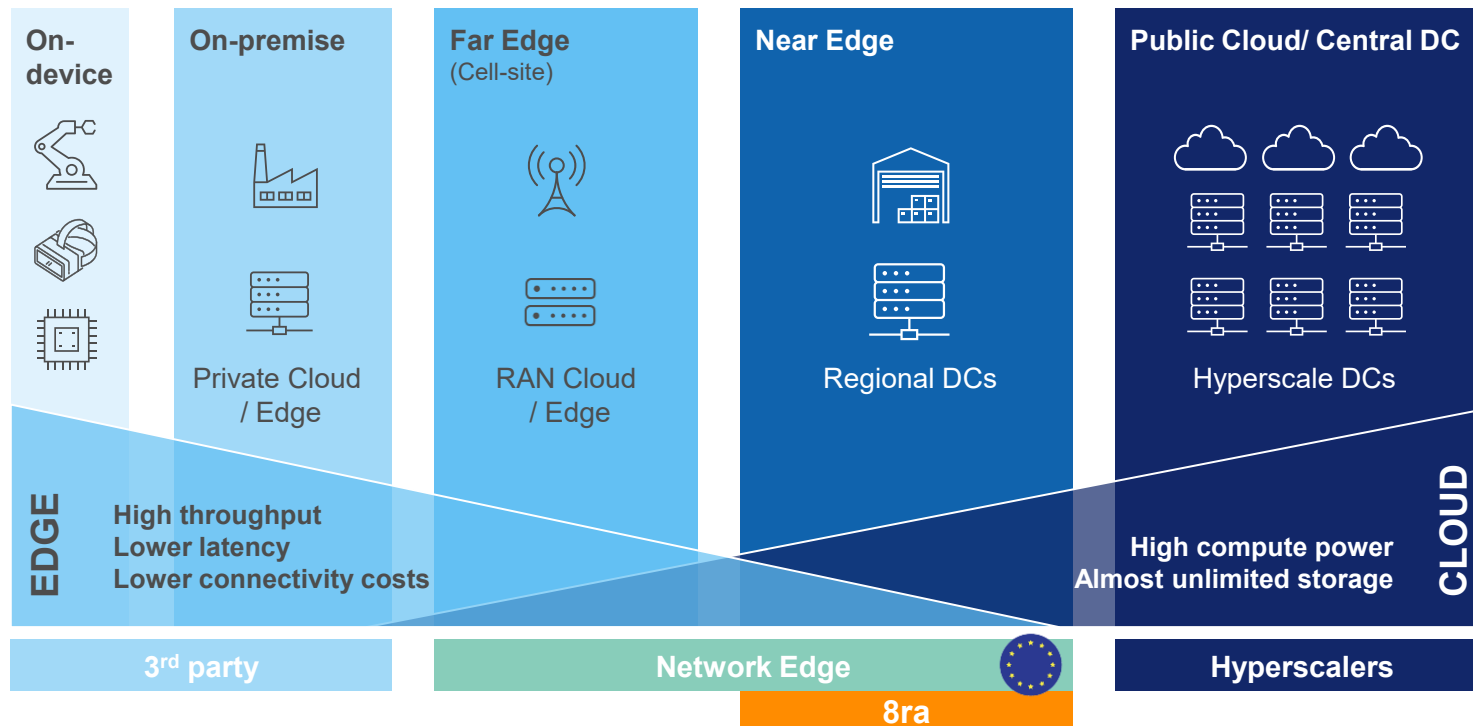 On-
device
On-premise
Far Edge
(Cell-site)
Near Edge
Public Cloud/ Central DC
Private Cloud
/ Edge
RAN Cloud
/ Edge
Regional DCs
Hyperscale DCs
EDGE
High throughput
Lower latency
Lower connectivity costs
High compute power
Almost unlimited storage
CLOUD
3rd party
Network Edge
Hyperscalers
8ra